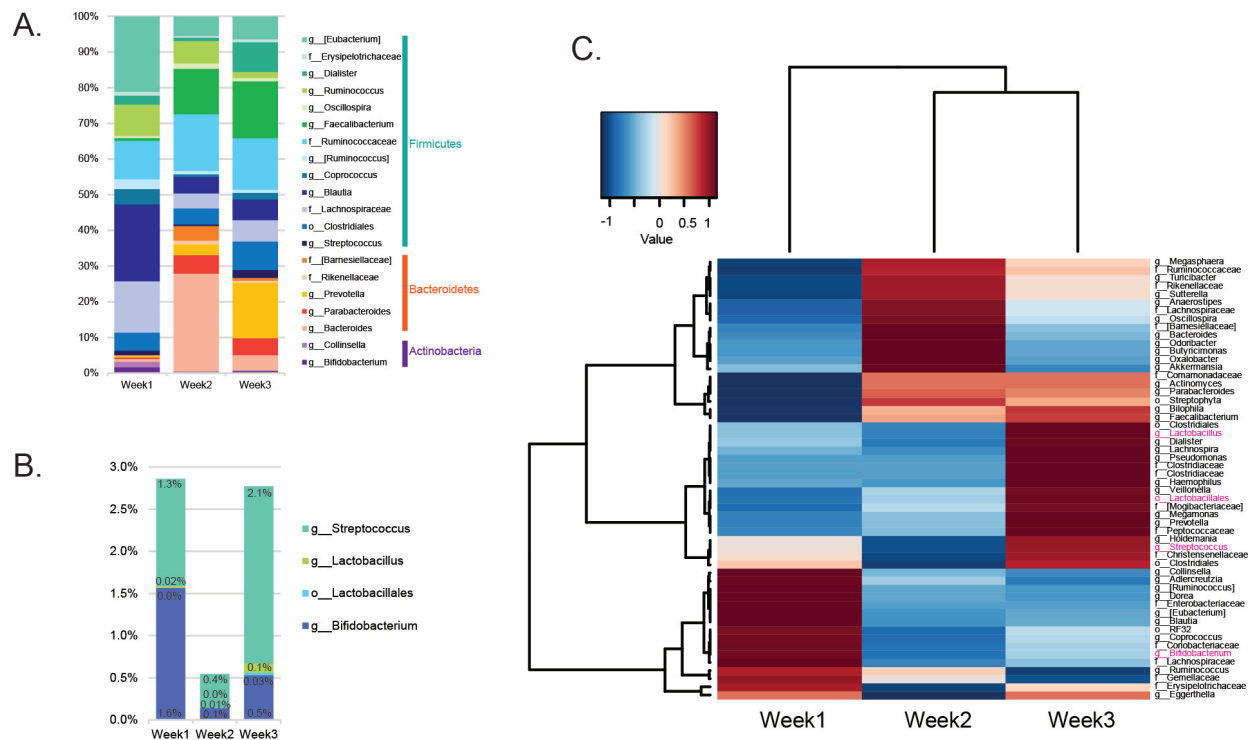 A.
100%
90%
80%
70%
60%
50%
40%
30%
20%
10%
0%
Week1
Week2
Week3
g__[Eubacterium]
f__Erysipelotrichaceae
g__Dialister
g__Ruminococcus
g__Oscillospira
g__Faecalibacterium
f__Ruminococcaceae
g__[Ruminococcus]
g__Coprococcus
g__Blautia
f__Lachnospiraceae
o__Clostridiales
g__Streptococcus
f__[Barnesiellaceae]
f__Rikenellaceae
g__Prevotella
g__Parabacteroides
g__Bacteroides
g__Collinsella
g__Bifidobacterium
Firmicutes
Bacteroidetes
Actinobacteria
B.
3.0%
2.5%
2.0%
1.5%
1.0%
0.5%
0.0%
1.3%
0.02%
0.0%
1.6%
0.4%
0.0%
0.01%
0.1%
2.1%
0.1%
0.03%
0.5%
Week1
Week2
Week3
g__Streptococcus
g__Lactobacillus
o__Lactobacillales
g__Bifidobacterium
C.
-1
0
0.5
1
Value
g__Megasphaera
f__Ruminococcaceae
g__Turicibacter
f__Rikenellaceae
g__Sutterella
g__Anaerostipes
f__Lachnospiraceae
g__Oscillospira
f__[Barnesiellaceae]
g__Bacteroides
g__Odoribacter
g__Butyricimonas
g__Oxalobacter
g__Akkermansia
f__Comamonadaceae
g__Actinomyces
g__Parabacteroides
o__Streptophyta
g__Bilophila
g__Faecalibacterium
o__Clostridiales
g__Lactobacillus
g__Dialister
g__Lachnospira
g__Pseudomonas
f__Clostridiaceae
f__Clostridiaceae
g__Haemophilus
g__Veillonella
o__Lactobacillales
f__[Mogibacteriaceae]
g__Megamonas
g__Prevotella
f__Peptococcaceae
g__Holdemania
g__Streptococcus
f__Christensenellaceae
o__Clostridiales
g__Collinsella
g__Adlercreutzia
g__[Ruminococcus]
g__Dorea
f__Enterobacteriaceae
g__[Eubacterium]
g__Blautia
o__RF32
g__Coprococcus
f__Coriobacteriaceae
g__Bifidobacterium
f__Lachnospiraceae
g__Ruminococcus
f__Gemellaceae
f__Erysipelotrichaceae
g__Eggerthella
Week1
Week2
Week3